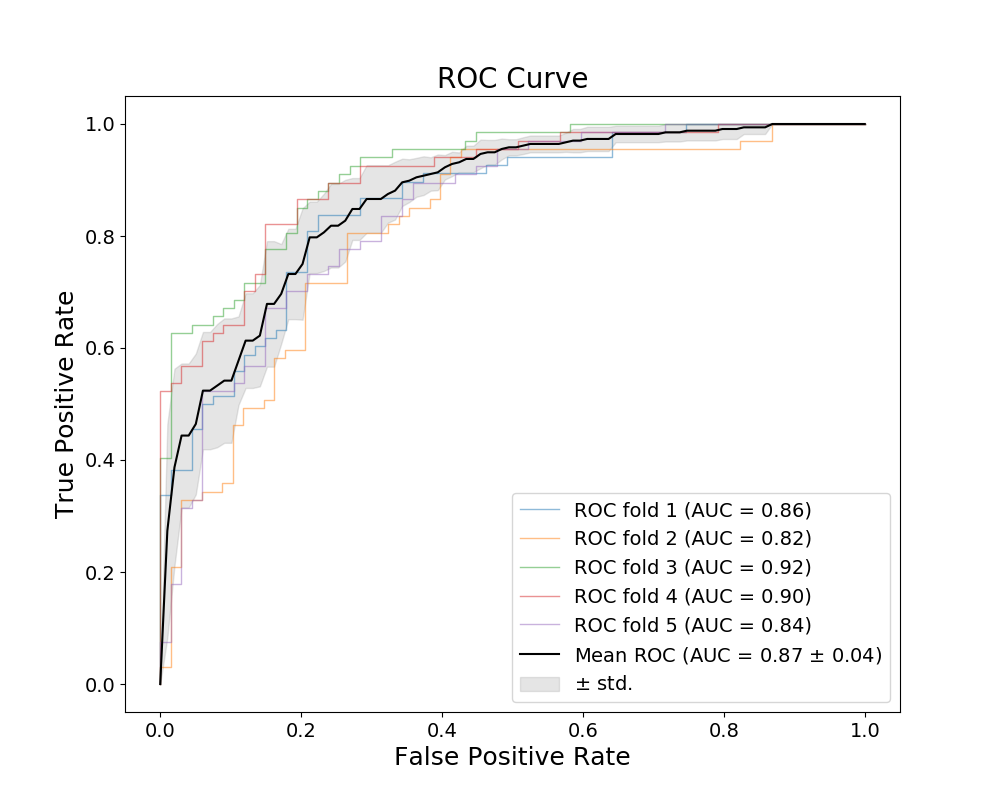 ROC Curve
True Positive Rate
1.0
0.8
0.6
0.4
0.2
0.0
ROC fold 1 (AUC = 0.86)
ROC fold 2 (AUC = 0.82)
ROC fold 3 (AUC = 0.92)
ROC fold 4 (AUC = 0.90)
ROC fold 5 (AUC = 0.84)
Mean ROC (AUC = 0.87 ± 0.04)
± std.
0.0 0.2 0.4 0.6 0.8 1.0
False Positive Rate